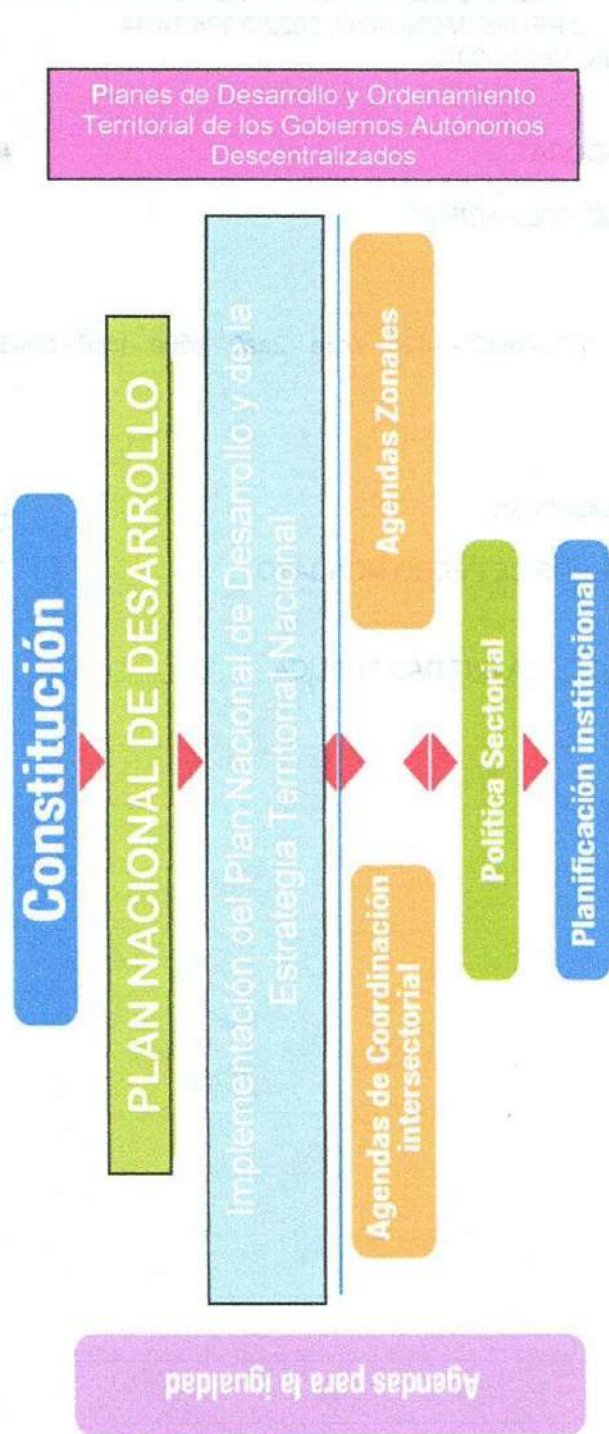 Constitución
PLAN NACIONAL DE DESARROLLO
Implementación del Plan Nacional de Desarrollo y de la
Estrategia Territorial Nacional
Agendas de Coordinación
intersectorial
Agendas Zonales
Política Sectorial
Planificación institucional
Agendas para la igualdad
Planes de Desarrollo y Ordenamiento
Territorial de los Gobiernos Autónomos
Descentralizados